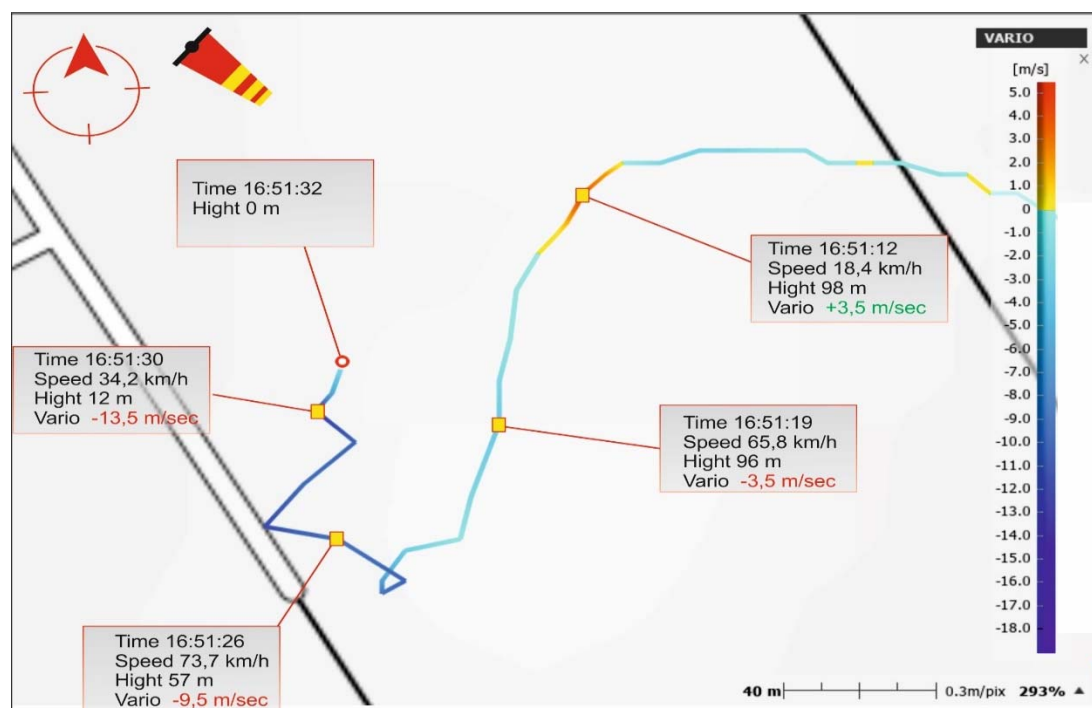 VARIO
X
[m/s]
5.0
4.0
3.0
2.0
1.0
0
-1.0
-2.0
-3.0
-4.0
-5.0
-6.0
-7.0
-8.0
-9.0
-10.0
-11.0
-12.0
-13.0
-14.0
-15.0
-16.0
-17.0
-18.0
Time 16:51:32
Hight 0 m
Time 16:51:12
Speed 18,4 km/h
Hight 98 m
Vario +3,5 m/sec
Time 16:51:30
Speed 34,2 km/h
Hight 12 m
Vario -13,5 m/sec
Time 16:51:19
Speed 65,8 km/h
Hight 96 m
Vario -3,5 m/sec
Time 16:51:26
Speed 73,7 km/h
Hight 57 m
Vario -9,5 m/sec
40 m 0.3m/pix 293% ▲